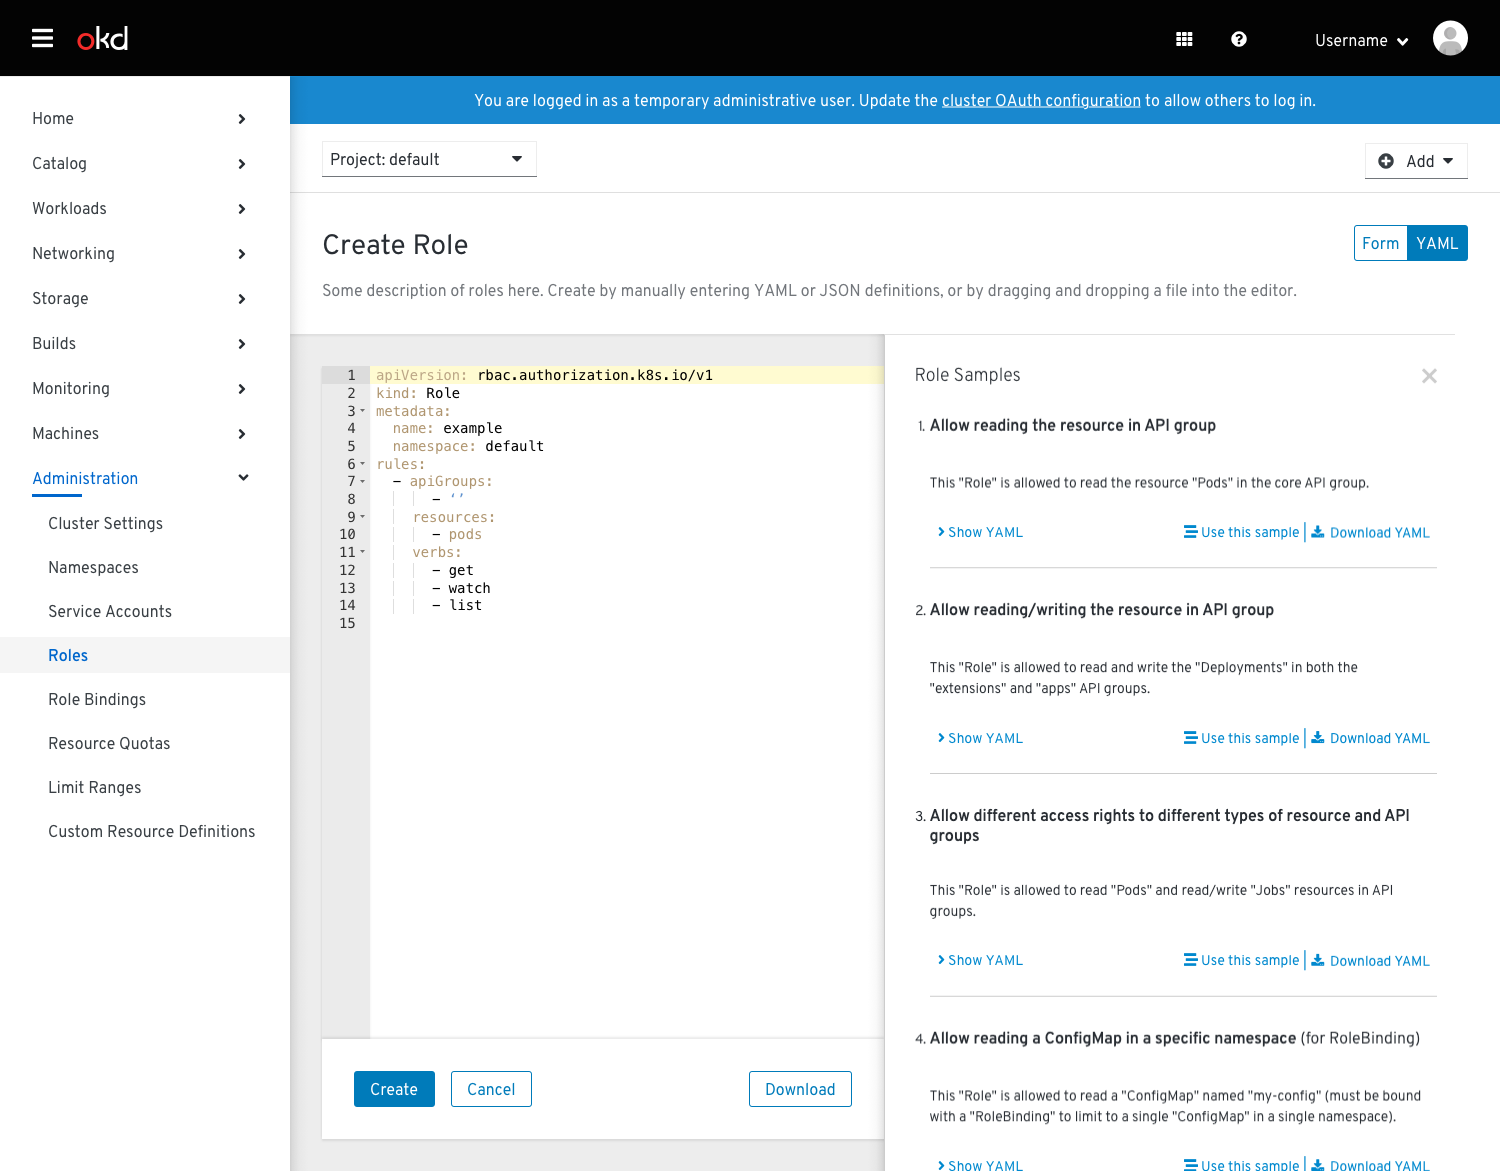 okd
Username
You are logged in as a temporary administrative user. Update the cluster OAuth configuration to allow others to log in.
Home
Catalog
Workloads
Networking
Storage
Builds
Monitoring
Machines
Administration
Cluster Settings
Namespaces
Service Accounts
Roles
Role Bindings
Resource Quotas
Limit Ranges
Custom Resource Definitions
Project: default
Add
Create Role
Form YAML
Some description of roles here. Create by manually entering YAML or JSON definitions, or by dragging and dropping a file into the editor.
1 apiVersion: rbac.authorization.k8s.io/v1
2 kind: Role
3 metadata:
4 name: example
5 namespace: default
6 rules:
7 - apiGroups:
8 - ‘’
9 resources:
10 - pods
11 verbs:
12 - get
13 - watch
14 - list
15
Create Cancel Download
Role Samples
1. Allow reading the resource in API group
This "Role" is allowed to read the resource "Pods" in the core API group.
Show YAML Use this sample | Download YAML
2. Allow reading/writing the resource in API group
This "Role" is allowed to read and write the "Deployments" in both the
"extensions" and "apps" API groups.
Show YAML Use this sample | Download YAML
3. Allow different access rights to different types of resource and API
groups
This "Role" is allowed to read "Pods" and read/write "Jobs" resources in API
groups.
Show YAML Use this sample | Download YAML
4. Allow reading a ConfigMap in a specific namespace (for RoleBinding)
This "Role" is allowed to read a "ConfigMap" named "my-config" (must be bound
with a "RoleBinding" to limit to a single "ConfigMap" in a single namespace).
Show YAML Use this sample | Download YAML